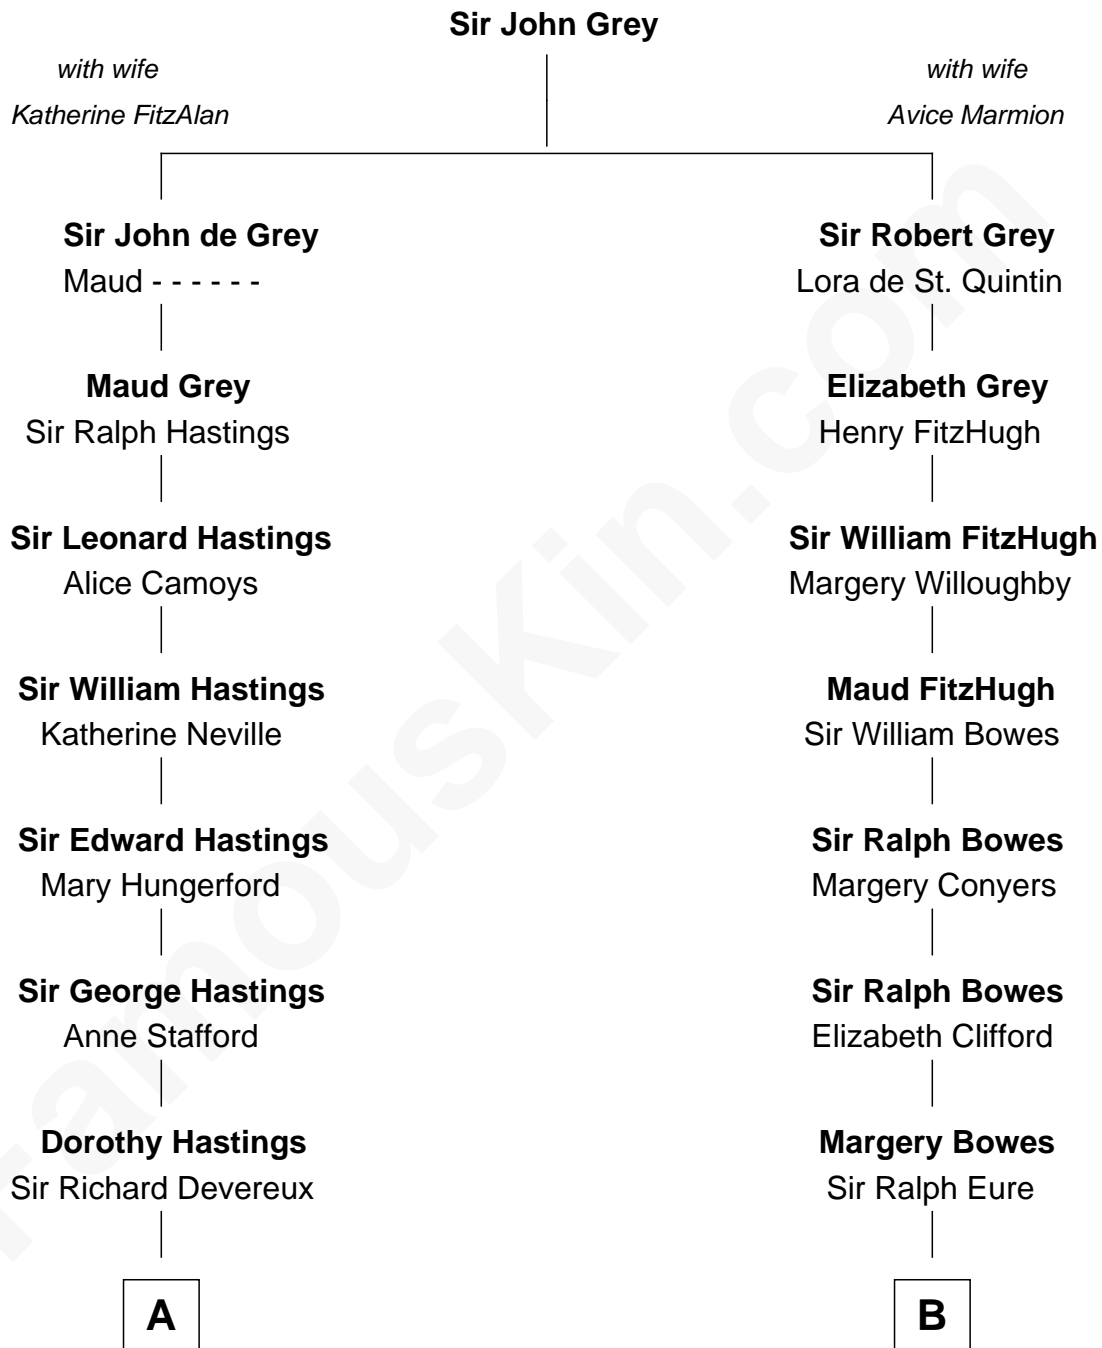 Sir John Grey
with wife
Katherine FitzAlan
with wife
Avice Marmion
Sir John de Grey
Maud - - - - - -
Sir Robert Grey
Lora de St. Quintin
Maud Grey
Sir Ralph Hastings
Elizabeth Grey
Henry FitzHugh
Sir Leonard Hastings
Alice Camoys
Sir William FitzHugh
Margery Willoughby
Sir William Hastings
Katherine Neville
Maud FitzHugh
Sir William Bowes
Sir Edward Hastings
Mary Hungerford
Sir Ralph Bowes
Margery Conyers
Sir George Hastings
Anne Stafford
Sir Ralph Bowes
Elizabeth Clifford
Dorothy Hastings
Sir Richard Devereux
Margery Bowes
Sir Ralph Eure
A
B
FamousKin.com